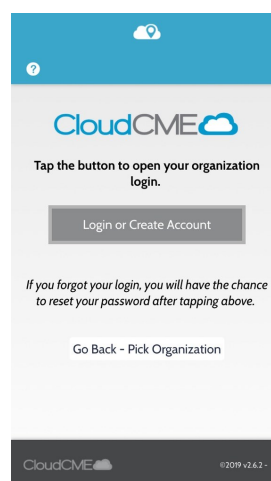 ?
CloudCME
Tap the button to open your organization
login.
Login or Create Account
If you forgot your login, you will have the chance
to reset your password after tapping above.
Go Back - Pick Organization
CloudCME
©2019 v2.6.2 -